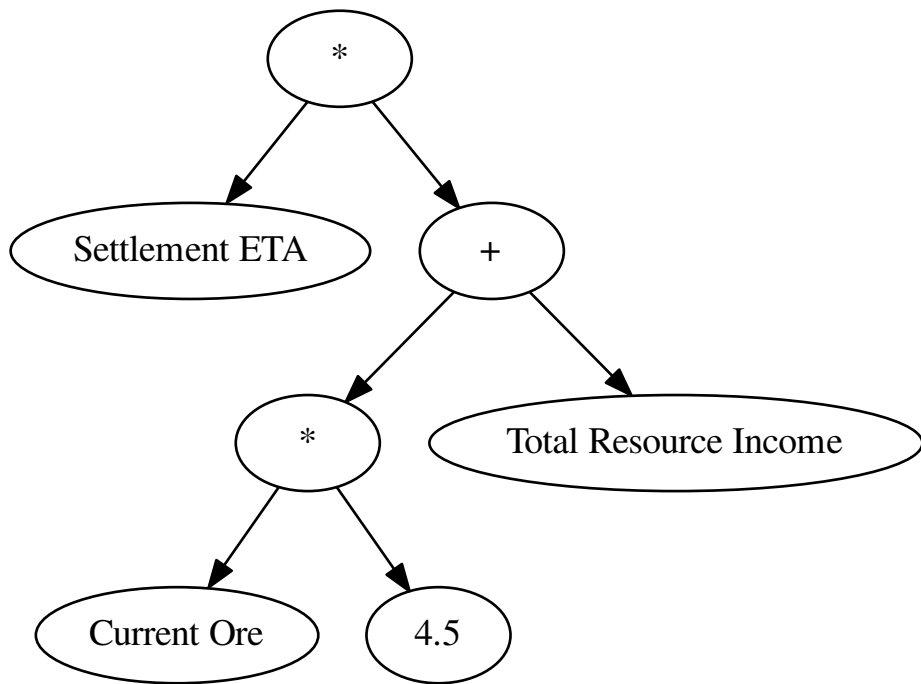 *
Settlement ETA
+
*
Total Resource Income
Current Ore
4.5